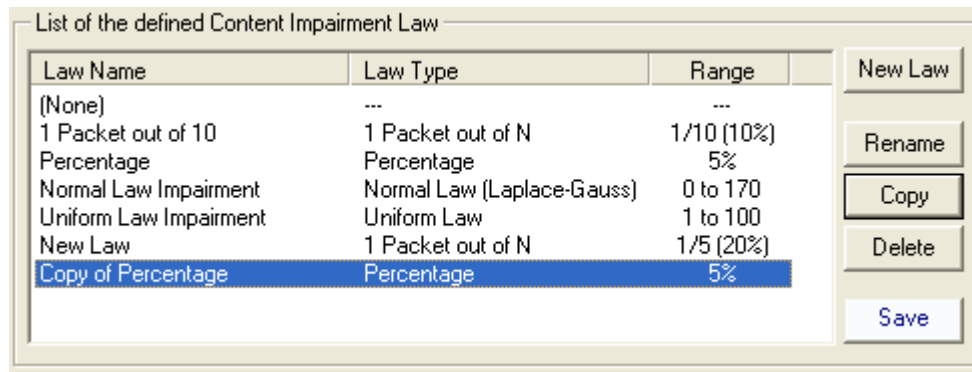 List of the defined Content Impairment Law
Law Name Law Type Range
(None) --- ---
1 Packet out of 10 1 Packet out of N 1/10 (10%)
Percentage Percentage 5%
Normal Law Impairment Normal Law (Laplace-Gauss) 0 to 170
Uniform Law Impairment Uniform Law 1 to 100
New Law 1 Packet out of N 1/5 (20%)
Copy of Percentage Percentage 5%
New Law
Rename
Copy
Delete
Save